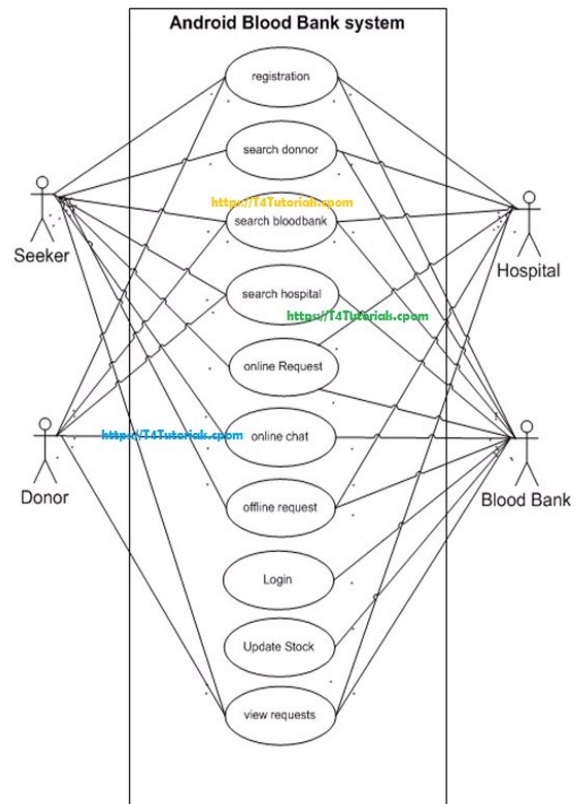 Android Blood Bank system
registration
search donnor
https://T4Tutorials.cpom
search bloodbank
Seeker
Hospital
search hospital
https://T4Tutorials.cpom
online Request
https://T4Tutorials.cpom
online chat
Donor
Blood Bank
offline request
Login
Update Stock
view requests